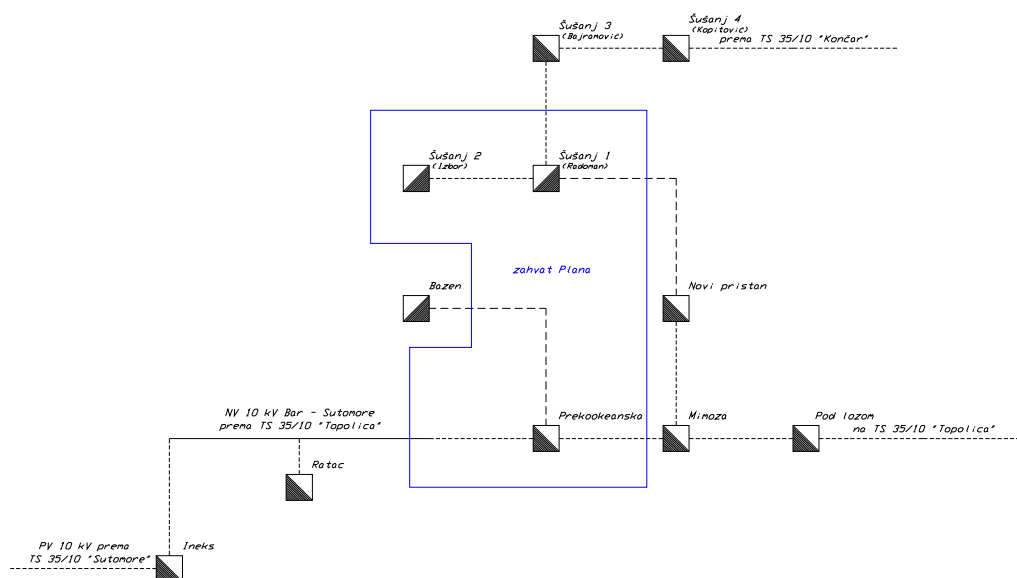 Šušanj 3
(Bajramović)
Šušanj 4
(Kapitović)
prema TS 35/10 "Končar"
Šušanj 2
(Izbor)
Šušanj 1
(Radoman)
zahvat Plana
Bazen
Novi pristan
NV 10 kV Bar - Sutomore
prema TS 35/10 "Topolica"
Prekookeanska
Mimoza
Pod lozom
na TS 35/10 "Topolica"
Ratac
PV 10 kV prema
TS 35/10 "Sutomore"
Ineks